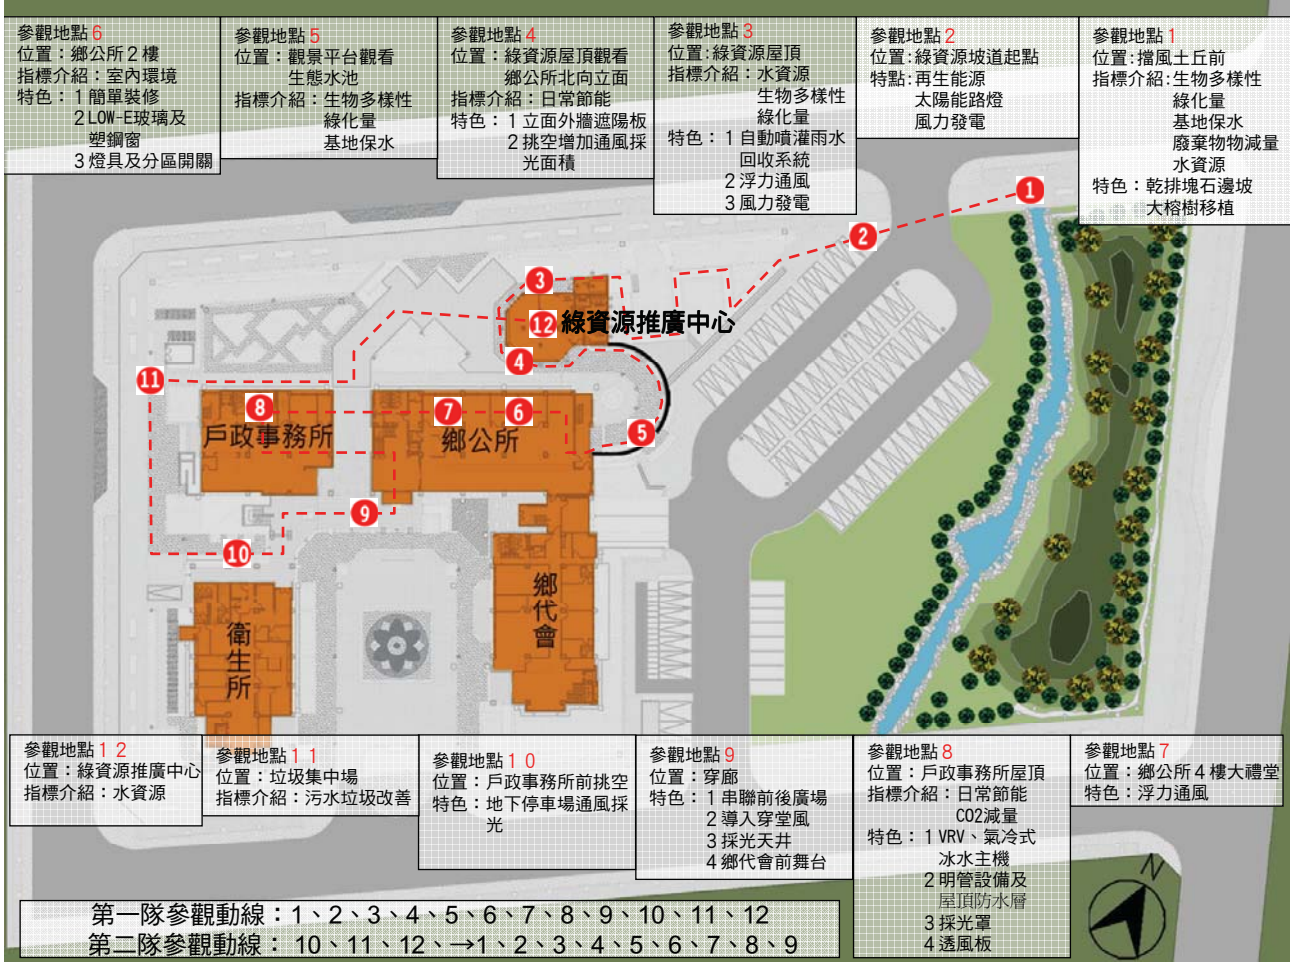 參觀地點6
位置：鄉公所2樓
指標介紹：室內環境
特色：1簡單裝修
2LOW-E玻璃及
塑鋼窗
3燈具及分區開關
參觀地點5
位置：觀景平台觀看
生態水池
指標介紹：生物多樣性
綠化量
基地保水
參觀地點4
位置：綠資源屋頂觀看
鄉公所北向立面
指標介紹：日常節能
特色：1立面外牆遮陽板
2挑空增加通風採
光面積
參觀地點3
位置:綠資源屋頂
指標介紹：水資源
生物多樣性
綠化量
特色：1自動噴灌雨水
回收系統
2浮力通風
3風力發電
參觀地點2
位置:綠資源坡道起點
特點:再生能源
太陽能路燈
風力發電
參觀地點1
位置:擋風土丘前
指標介紹:生物多樣性
綠化量
基地保水
廢棄物物減量
水資源
特色：乾排塊石邊坡
大榕樹移植
1
2
3
12 綠資源推廣中心
4
11
8
7
6
5
戶政事務所
鄉公所
9
10
鄉代會
衛生所
參觀地點12
位置：綠資源推廣中心
指標介紹：水資源
參觀地點11
位置：垃圾集中場
指標介紹：污水垃圾改善
參觀地點10
位置：戶政事務所前挑空
特色：地下停車場通風採
光
參觀地點9
位置：穿廊
特色：1串聯前後廣場
2導入穿堂風
3採光天井
4鄉代會前舞台
參觀地點8
位置：戶政事務所屋頂
指標介紹：日常節能
CO2減量
特色：1VRV、氣冷式
冰水主機
2明管設備及
屋頂防水層
3採光罩
4透風板
參觀地點7
位置：鄉公所4樓大禮堂
特色：浮力通風
N
第一隊參觀動線：1、2、3、4、5、6、7、8、9、10、11、12
第二隊參觀動線：10、11、12、→1、2、3、4、5、6、7、8、9